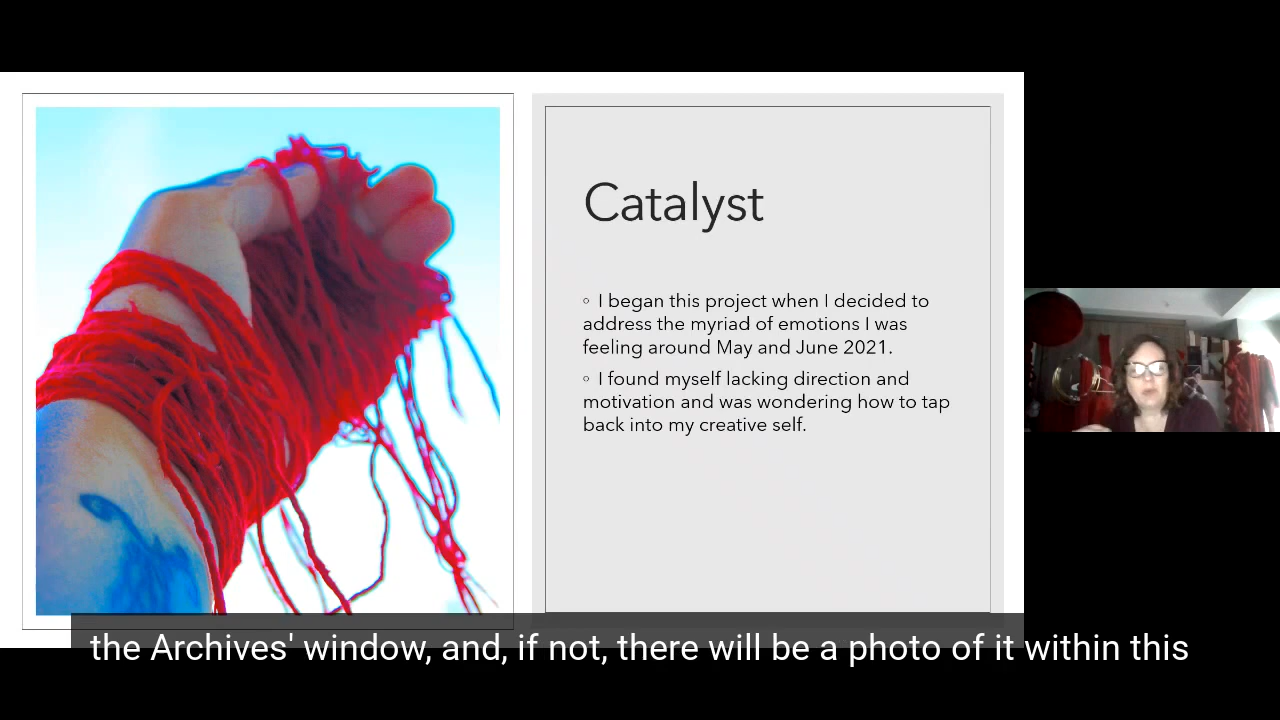 Catalyst
◦ I began this project when I decided to
address the myriad of emotions I was
feeling around May and June 2021.
◦ I found myself lacking direction and
motivation and was wondering how to tap
back into my creative self.
the Archives' window, and, if not, there will be a photo of it within this